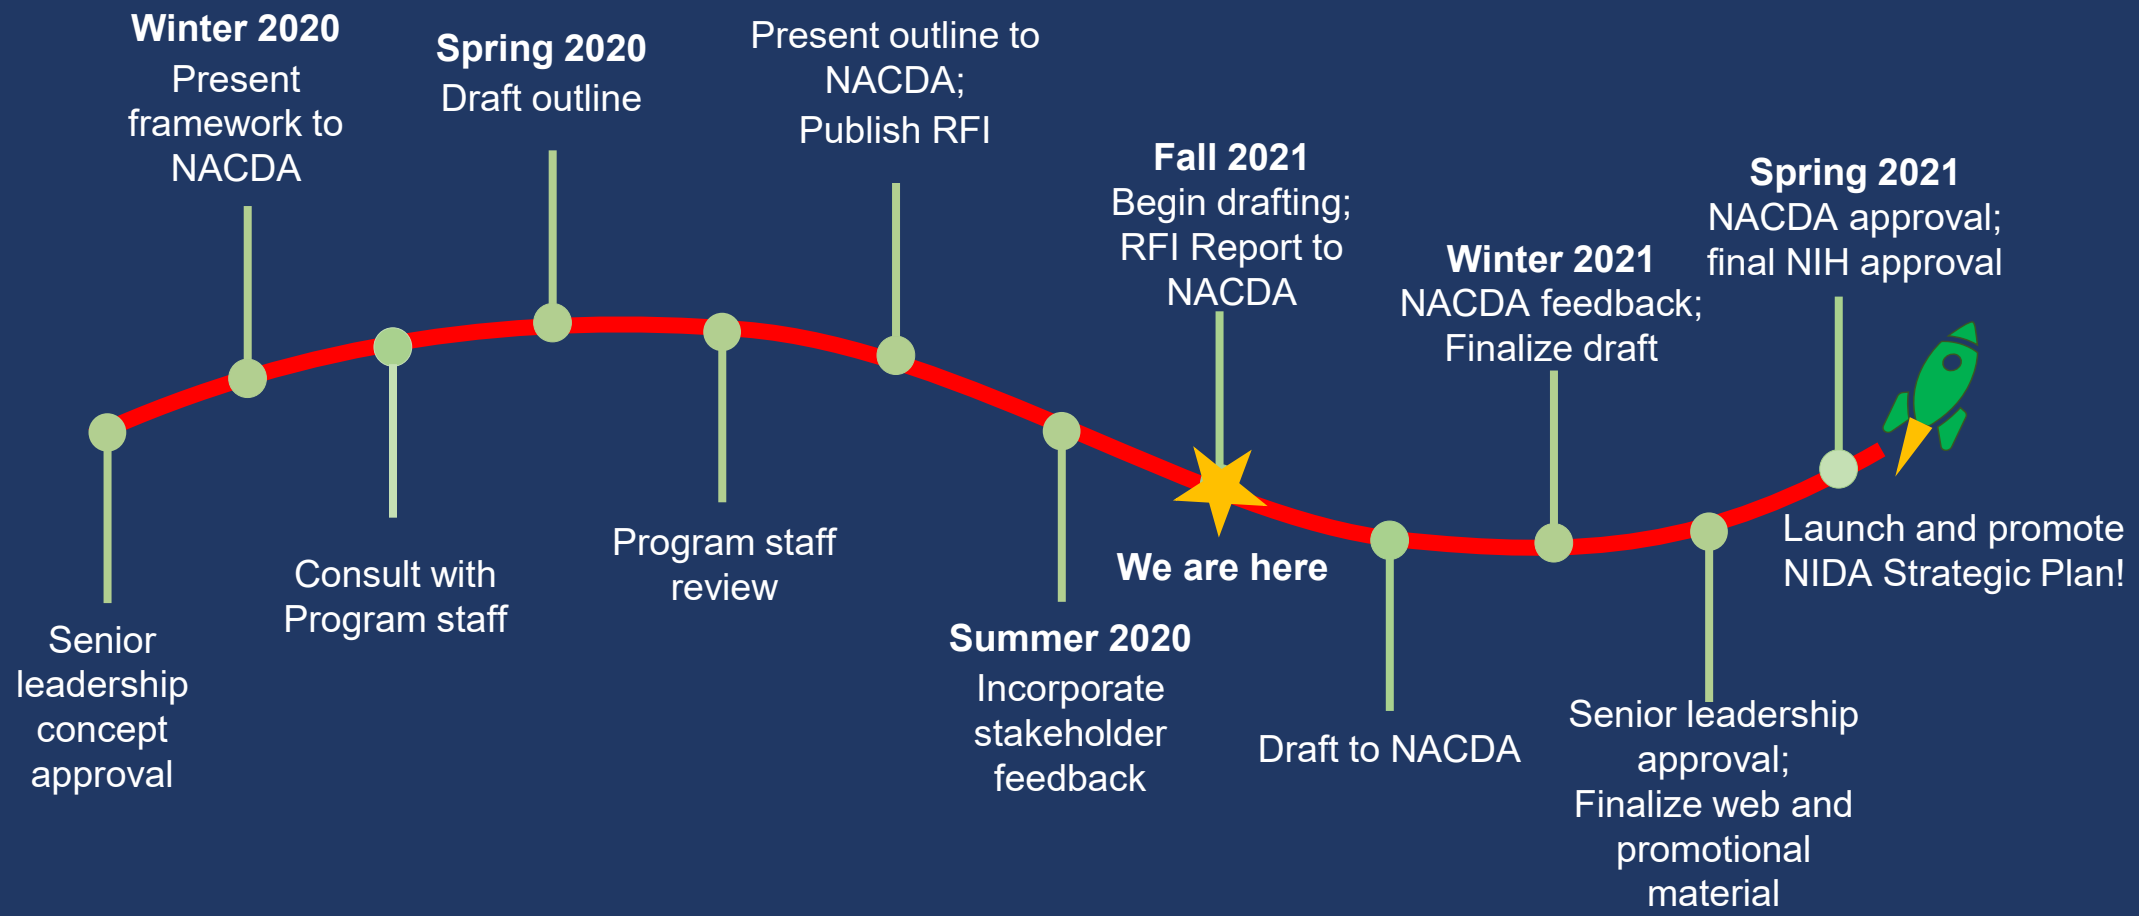 Winter 2020
Present
framework to
NACDA
Spring 2020
Draft outline
Present outline to
NACDA;
Publish RFI
Fall 2021
Begin drafting;
RFI Report to
NACDA
Winter 2021
NACDA feedback;
Finalize draft
Spring 2021
NACDA approval;
final NIH approval
Senior
leadership
concept
approval
Consult with
Program staff
Program staff
review
Summer 2020
Incorporate
stakeholder
feedback
We are here
Draft to NACDA
Senior leadership
approval;
Finalize web and
promotional
material
Launch and promote
NIDA Strategic Plan!